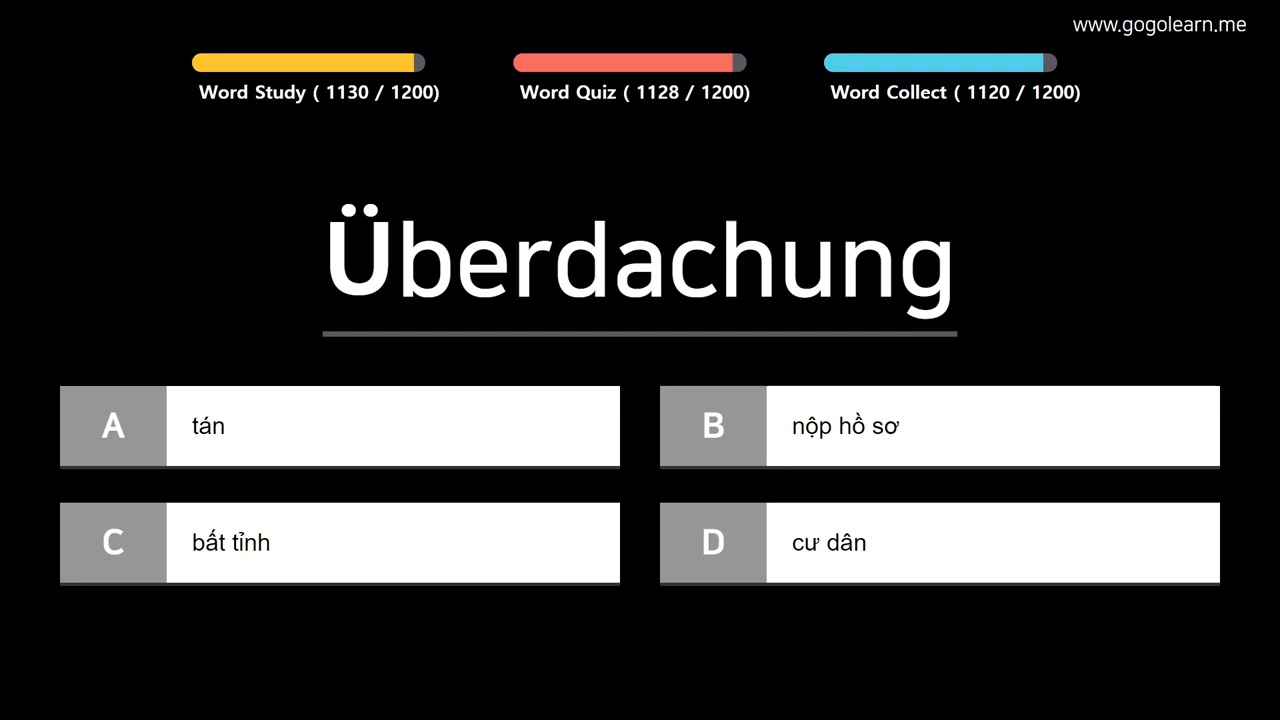 www.gogolearn.me
Word Study ( 1130 / 1200)
Word Quiz ( 1128 / 1200)
Word Collect ( 1120 / 1200)
Überdachung
A tán
B nộp hồ sơ
C bất tỉnh
D cư dân